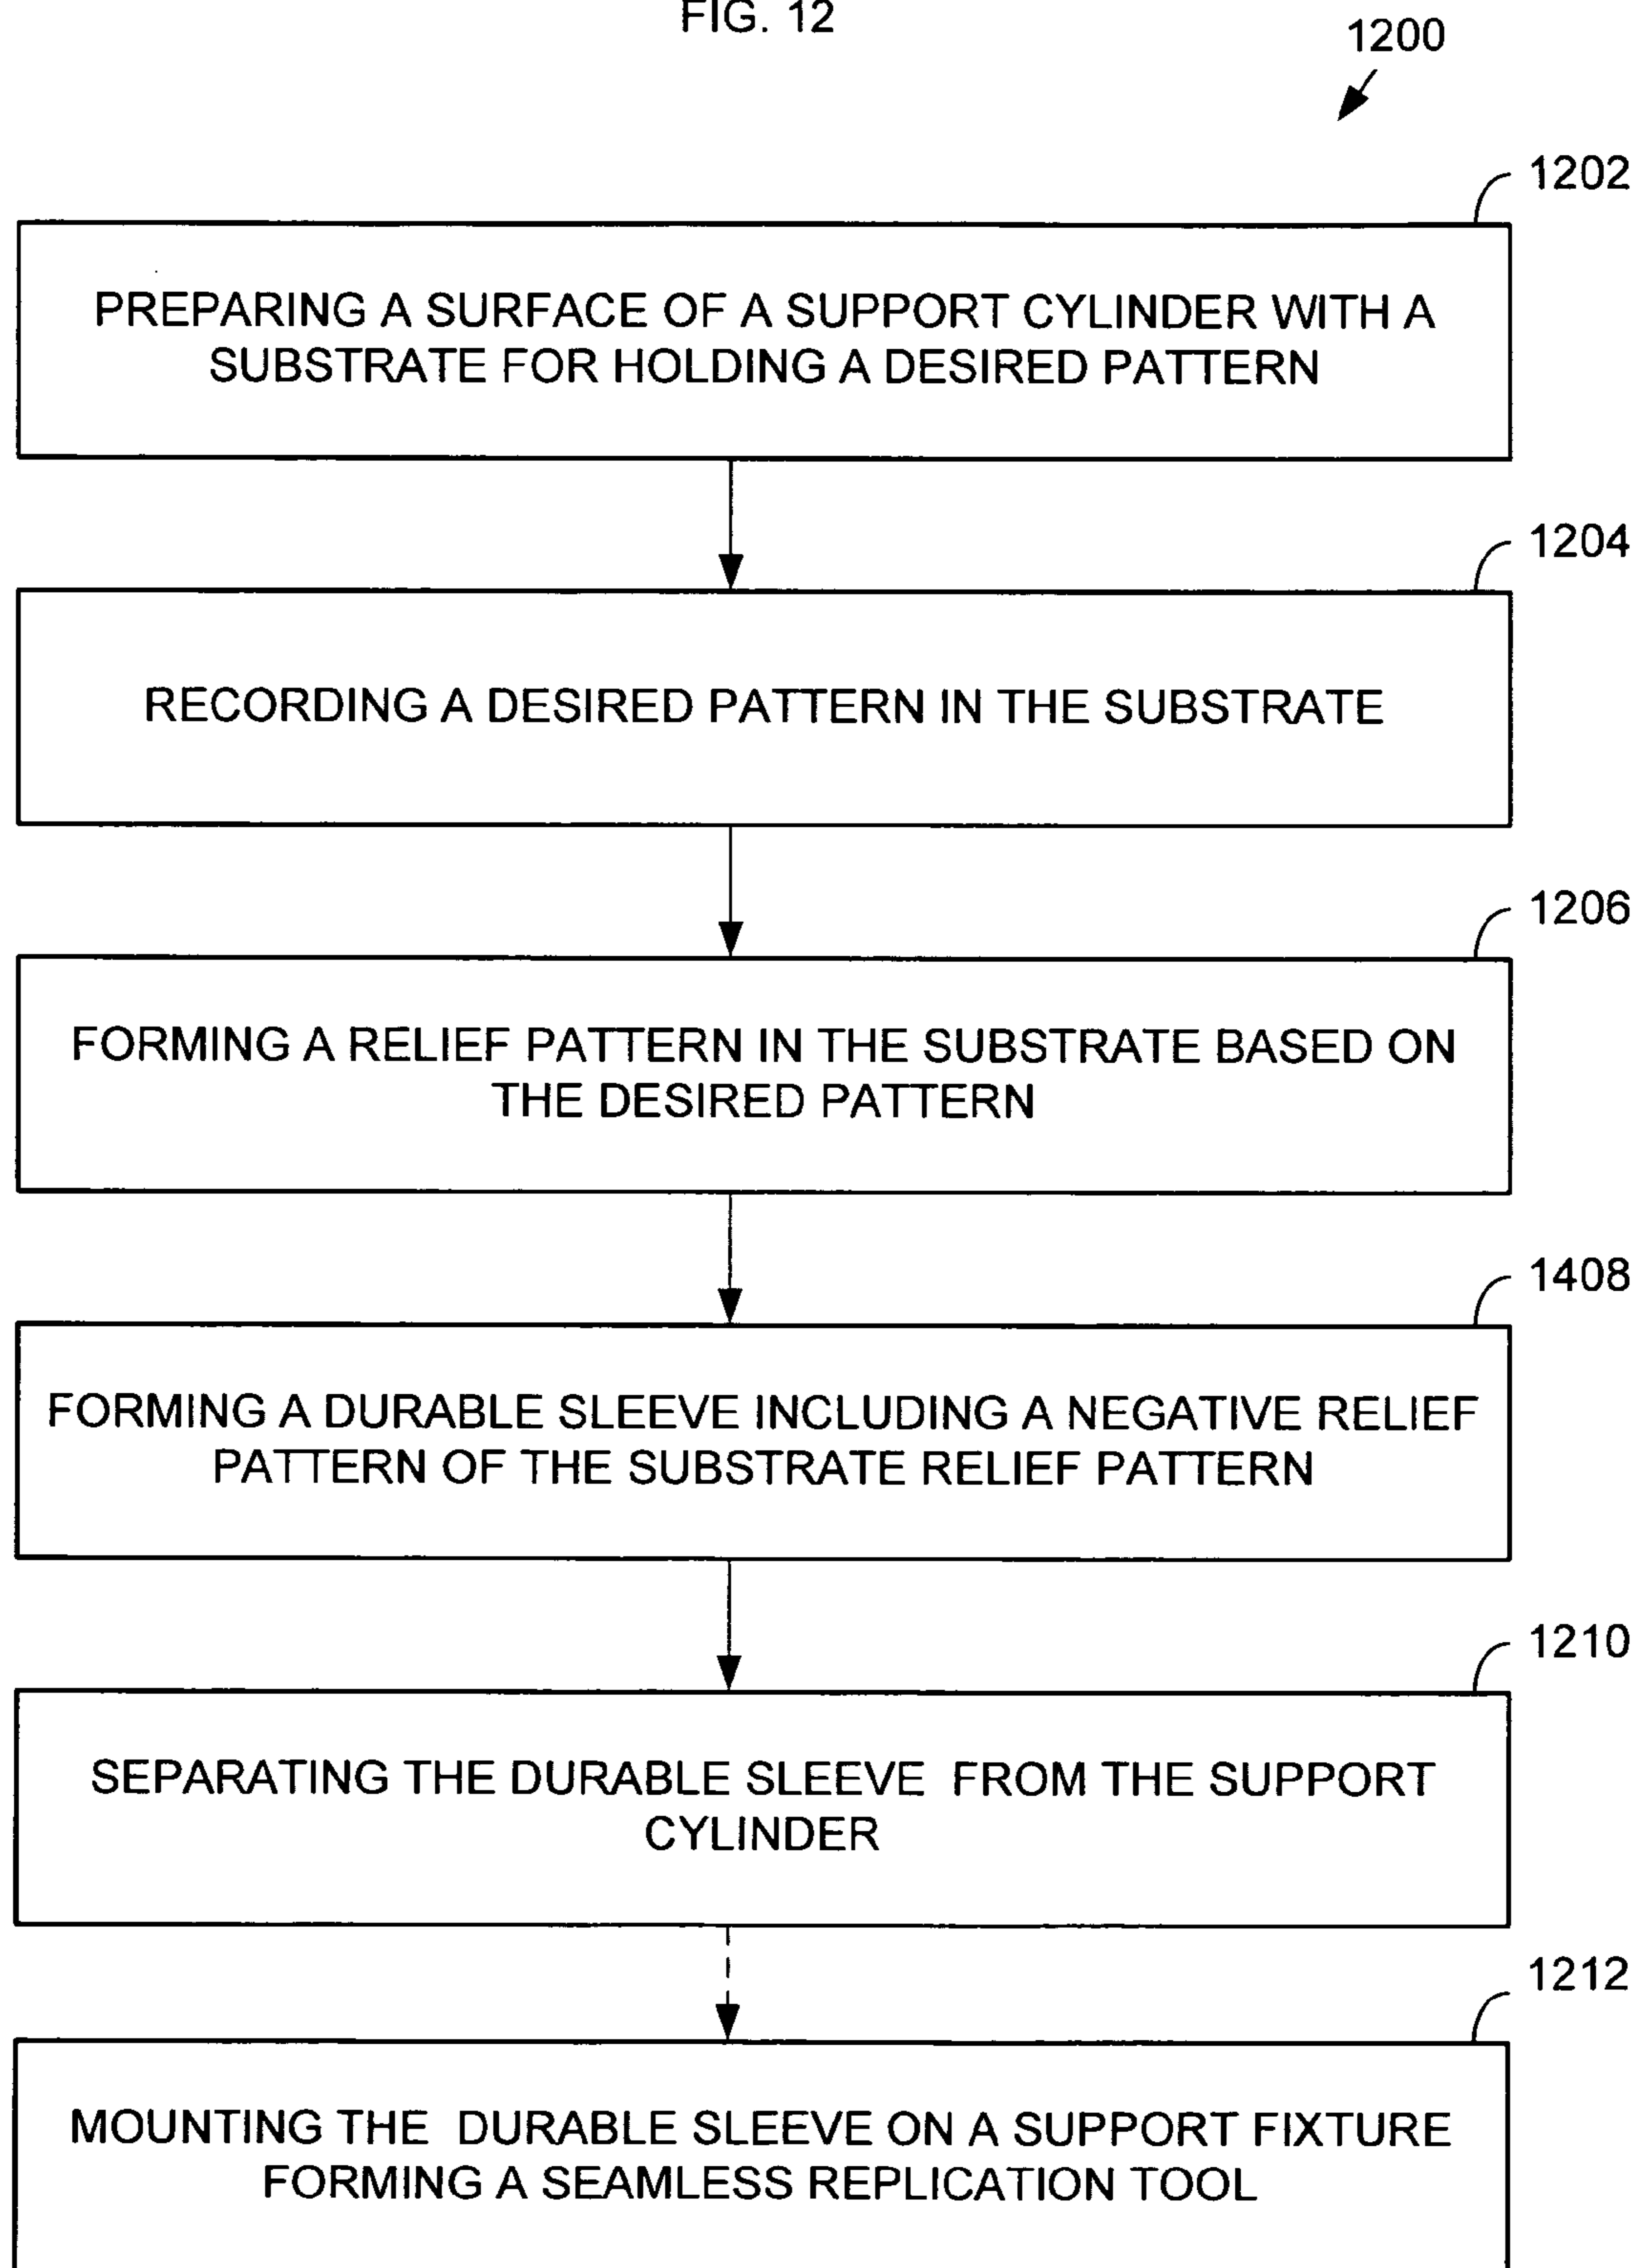 FIG. 12
1200
1202
PREPARING A SURFACE OF A SUPPORT CYLINDER WITH A
SUBSTRATE FOR HOLDING A DESIRED PATTERN
1204
RECORDING A DESIRED PATTERN IN THE SUBSTRATE
1206
FORMING A RELIEF PATTERN IN THE SUBSTRATE BASED ON
THE DESIRED PATTERN
1408
FORMING A DURABLE SLEEVE INCLUDING A NEGATIVE RELIEF
PATTERN OF THE SUBSTRATE RELIEF PATTERN
1210
SEPARATING THE DURABLE SLEEVE FROM THE SUPPORT
CYLINDER
1212
MOUNTING THE DURABLE SLEEVE ON A SUPPORT FIXTURE
FORMING A SEAMLESS REPLICATION TOOL